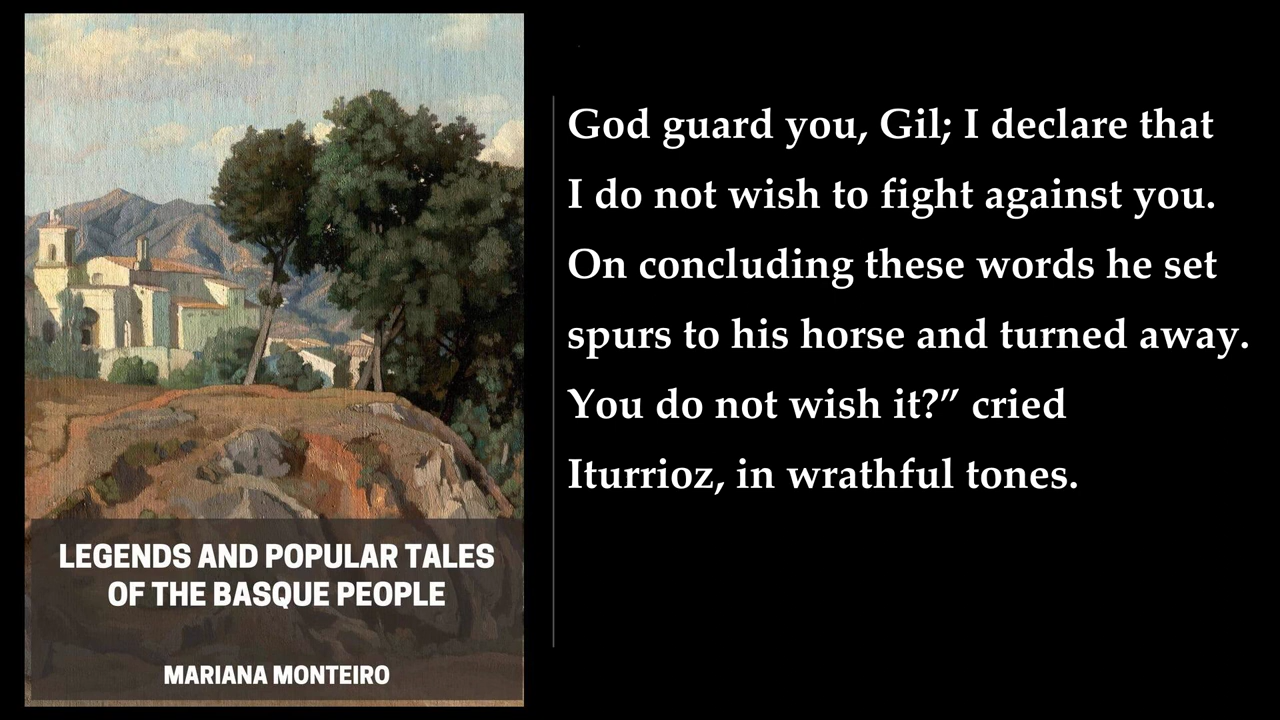 LEGENDS AND POPULAR TALES
OF THE BASQUE PEOPLE
MARIANA MONTEIRO
God guard you, Gil; I declare that
I do not wish to fight against you.
On concluding these words he set
spurs to his horse and turned away.
You do not wish it?” cried
Iturrioz, in wrathful tones.